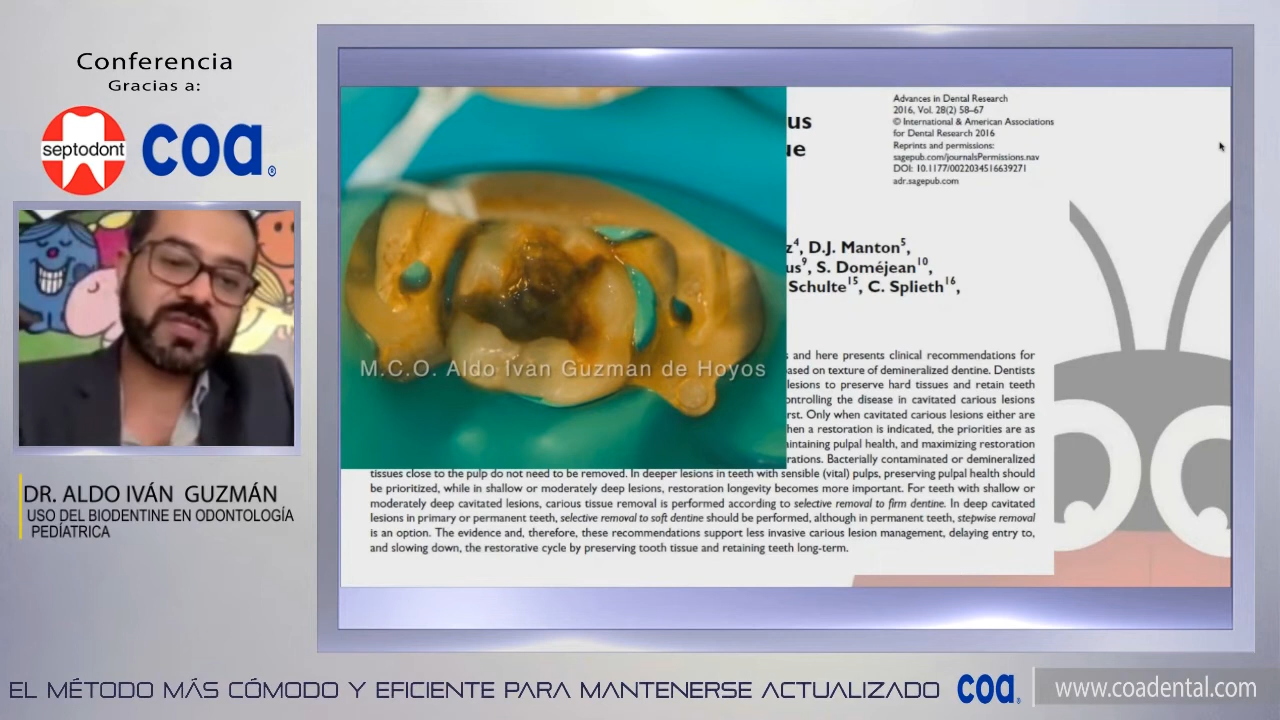 Conferencia
Gracias a:
septodont
coa®
DR. ALDO IVÁN GUZMÁN
USO DEL BIODENTINE EN ODONTOLOGÍA
PEDÍATRICA
M.C.O. Aldo Iván Guzman de Hoyos
us
ue
Advances in Dental Research
2016, Vol. 28(2) 58–67
© International & American Associations
for Dental Research 2016
Reprints and permissions:
sagepub.com/journalsPermissions.nav
DOI: 10.1177/0022034516639271
adr.sagepub.com
z4, D.J. Manton5,
us9, S. Doméjean10,
Schulte15, C. Splieth16,
s and here presents clinical recommendations for
ased on texture of demineralized dentine. Dentists
lesions to preserve hard tissues and retain teeth
ontrolling the disease in cavitated carious lesions
rst. Only when cavitated carious lesions either are
hen a restoration is indicated, the priorities are as
aintaining pulpal health, and maximizing restoration
rations. Bacterially contaminated or demineralized
tissues close to the pulp do not need to be removed. In deeper lesions in teeth with sensible (vital) pulps, preserving pulpal health should
be prioritized, while in shallow or moderately deep lesions, restoration longevity becomes more important. For teeth with shallow or
moderately deep cavitated lesions, carious tissue removal is performed according to selective removal to firm dentine. In deep cavitated
lesions in primary or permanent teeth, selective removal to soft dentine should be performed, although in permanent teeth, stepwise removal
is an option. The evidence and, therefore, these recommendations support less invasive carious lesion management, delaying entry to,
and slowing down, the restorative cycle by preserving tooth tissue and retaining teeth long-term.
EL MÉTODO MÁS CÓMODO Y EFICIENTE PARA MANTENERSE ACTUALIZADO
coa®
www.coadental.com